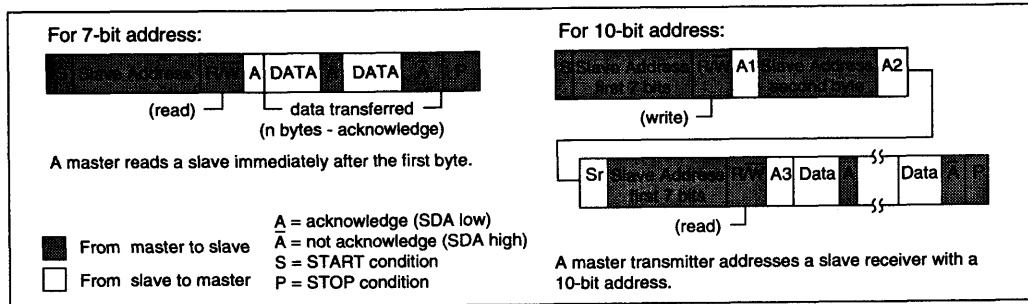 For 7-bit address:
S Slave Address R/W A DATA A DATA A̅ P
(read)
data transferred
(n bytes - acknowledge)
A master reads a slave immediately after the first byte.
From master to slave
From slave to master
A = acknowledge (SDA low)
A̅ = not acknowledge (SDA high)
S = START condition
P = STOP condition
For 10-bit address:
S Slave Address first 7 bits R/W̅ A1 Slave Address second byte A2
(write)
Sr Slave Address first 7 bits R/W̅ A3 Data A Data A̅ P
(read)
A master transmitter addresses a slave receiver with a
10-bit address.